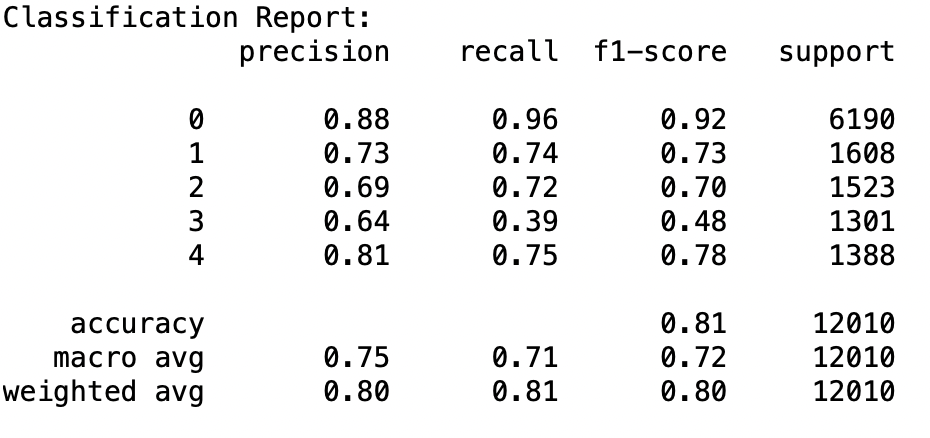 Classification Report:
precision recall f1-score support
0 0.88 0.96 0.92 6190
1 0.73 0.74 0.73 1608
2 0.69 0.72 0.70 1523
3 0.64 0.39 0.48 1301
4 0.81 0.75 0.78 1388
accuracy 0.81 12010
macro avg 0.75 0.71 0.72 12010
weighted avg 0.80 0.81 0.80 12010